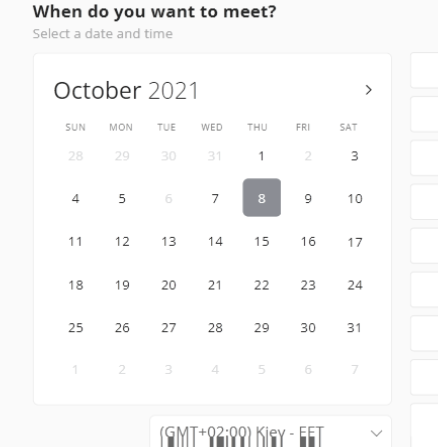 When do you want to meet?
Select a date and time
October 2021
SUN MON TUE WED THU FRI SAT
28 29 30 31 1 2 3
4 5 6 7 8 9 10
11 12 13 14 15 16 17
18 19 20 21 22 23 24
25 26 27 28 29 30 31
1 2 3 4 5 6 7
(GMT+02:00) Kiev - EET